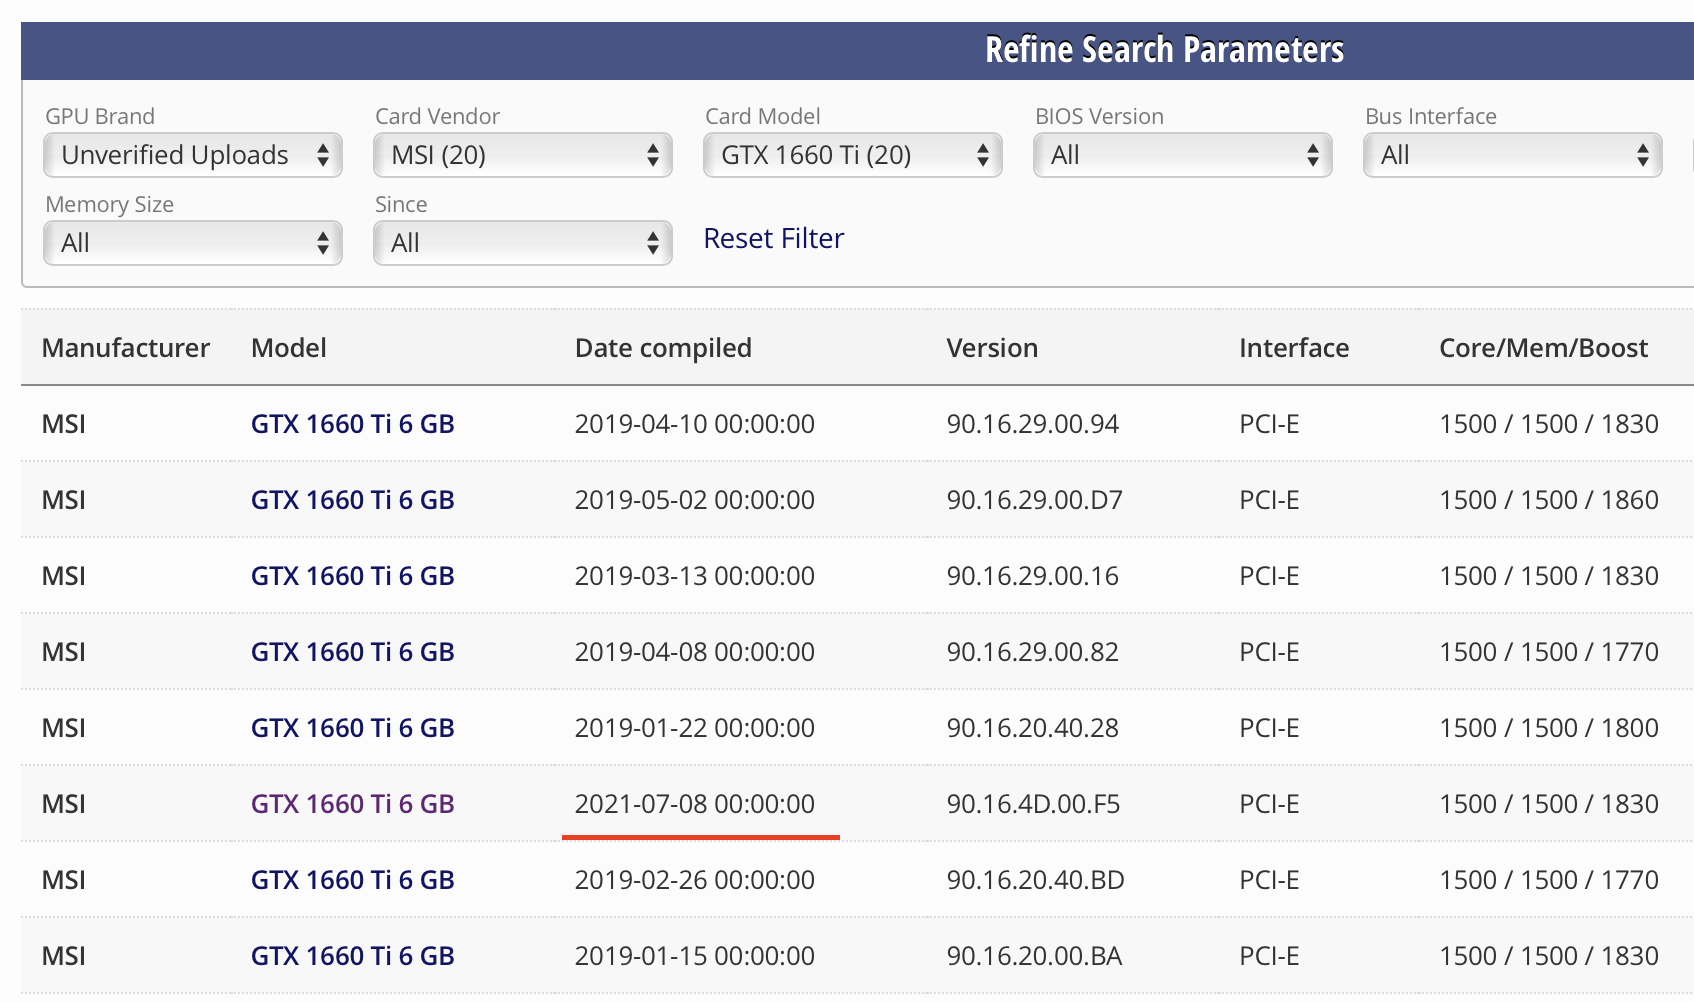 Refine Search Parameters
GPU Brand Card Vendor Card Model BIOS Version Bus Interface
Unverified Uploads MSI (20) GTX 1660 Ti (20) All All
Memory Size Since
All All Reset Filter
Manufacturer Model Date compiled Version Interface Core/Mem/Boost
MSI GTX 1660 Ti 6 GB 2019-04-10 00:00:00 90.16.29.00.94 PCI-E 1500 / 1500 / 1830
MSI GTX 1660 Ti 6 GB 2019-05-02 00:00:00 90.16.29.00.D7 PCI-E 1500 / 1500 / 1860
MSI GTX 1660 Ti 6 GB 2019-03-13 00:00:00 90.16.29.00.16 PCI-E 1500 / 1500 / 1830
MSI GTX 1660 Ti 6 GB 2019-04-08 00:00:00 90.16.29.00.82 PCI-E 1500 / 1500 / 1770
MSI GTX 1660 Ti 6 GB 2019-01-22 00:00:00 90.16.20.40.28 PCI-E 1500 / 1500 / 1800
MSI GTX 1660 Ti 6 GB 2021-07-08 00:00:00 90.16.4D.00.F5 PCI-E 1500 / 1500 / 1830
MSI GTX 1660 Ti 6 GB 2019-02-26 00:00:00 90.16.20.40.BD PCI-E 1500 / 1500 / 1770
MSI GTX 1660 Ti 6 GB 2019-01-15 00:00:00 90.16.20.00.BA PCI-E 1500 / 1500 / 1830